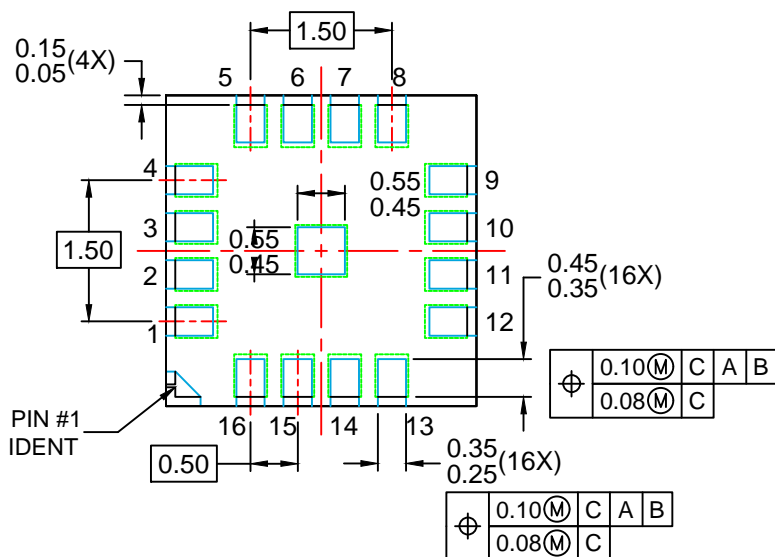 1.50
0.15
0.05 (4X)
5 6 7 8
4
3
2
1
1.50
0.55
0.45
0.55
0.45
9
10
11
12
0.45
0.35 (16X)
0.10 Ⓜ C A B
0.08 Ⓜ C
PIN #1
IDENT
16 15 14 13
0.50
0.35
0.25 (16X)
0.10 Ⓜ C A B
0.08 Ⓜ C